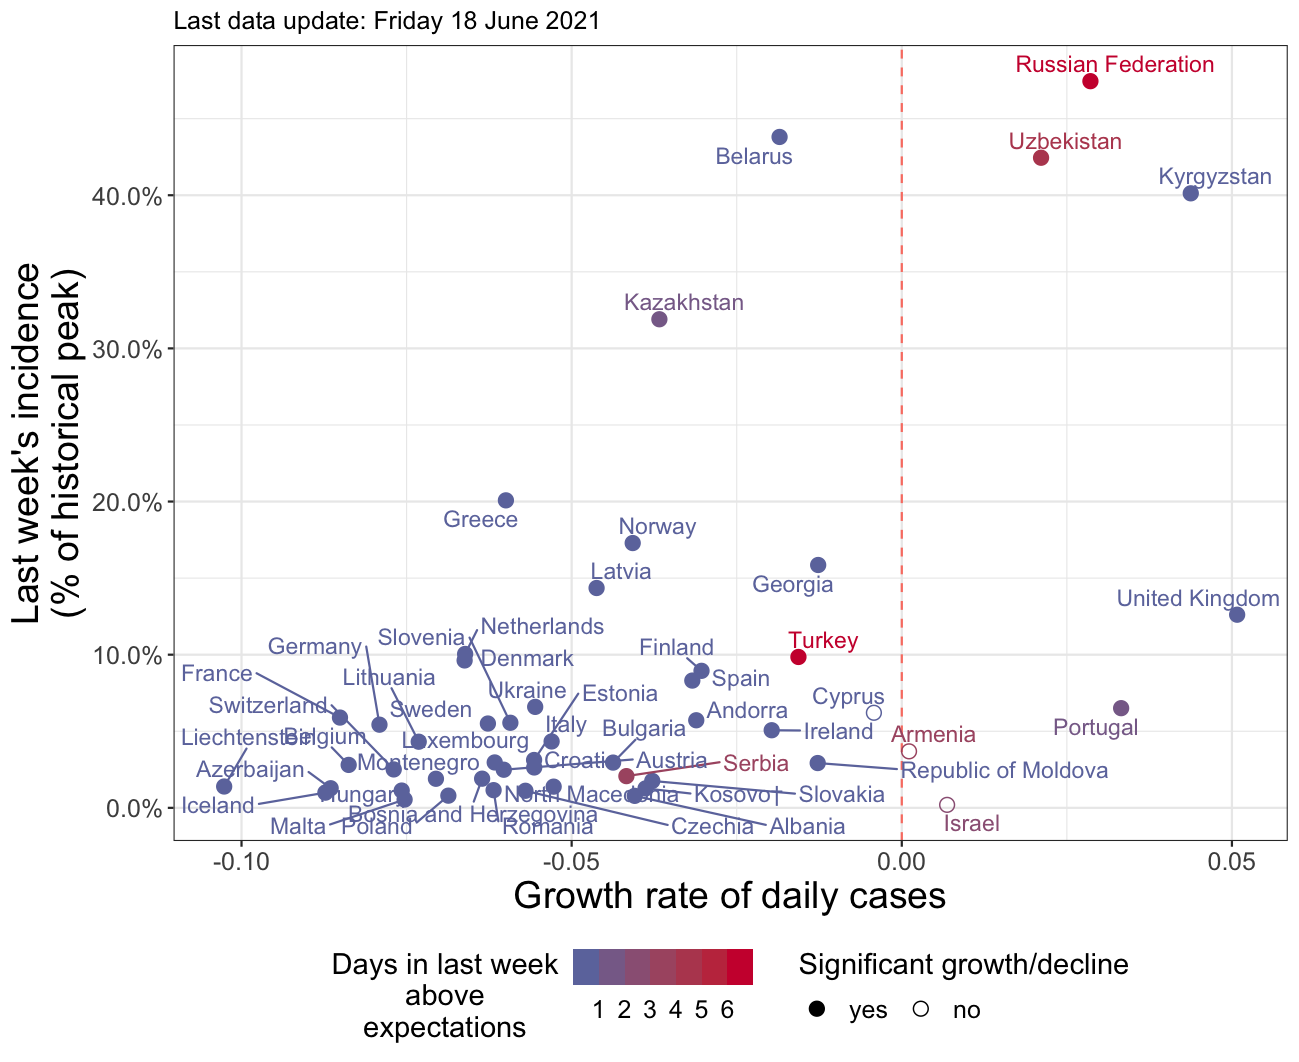 Last data update: Friday 18 June 2021
Last week's incidence
(% of historical peak)
40.0%
30.0%
20.0%
10.0%
0.0%
Russian Federation
Uzbekistan
Belarus
Kyrgyzstan
Kazakhstan
Greece
Norway
Latvia
Georgia
United Kingdom
Netherlands
Slovenia
Turkey
Germany
Finland
Denmark
France
Lithuania
Spain
Ukraine
Estonia
Cyprus
Switzerland
Sweden
Andorra
Italy
Bulgaria
Ireland
Portugal
Armenia
Liechtenstein
Belgium
Luxembourg
Montenegro
Croatia
Austria
Serbia
Azerbaijan
Republic of Moldova
Hungary
North Macedonia
Kosovo†
Slovakia
Iceland
Bosnia and Herzegovina
Israel
Malta
Poland
Romania
Czechia
Albania
-0.10
-0.05
0.00
0.05
Growth rate of daily cases
Days in last week
above
expectations
1 2 3 4 5 6
Significant growth/decline
yes
no